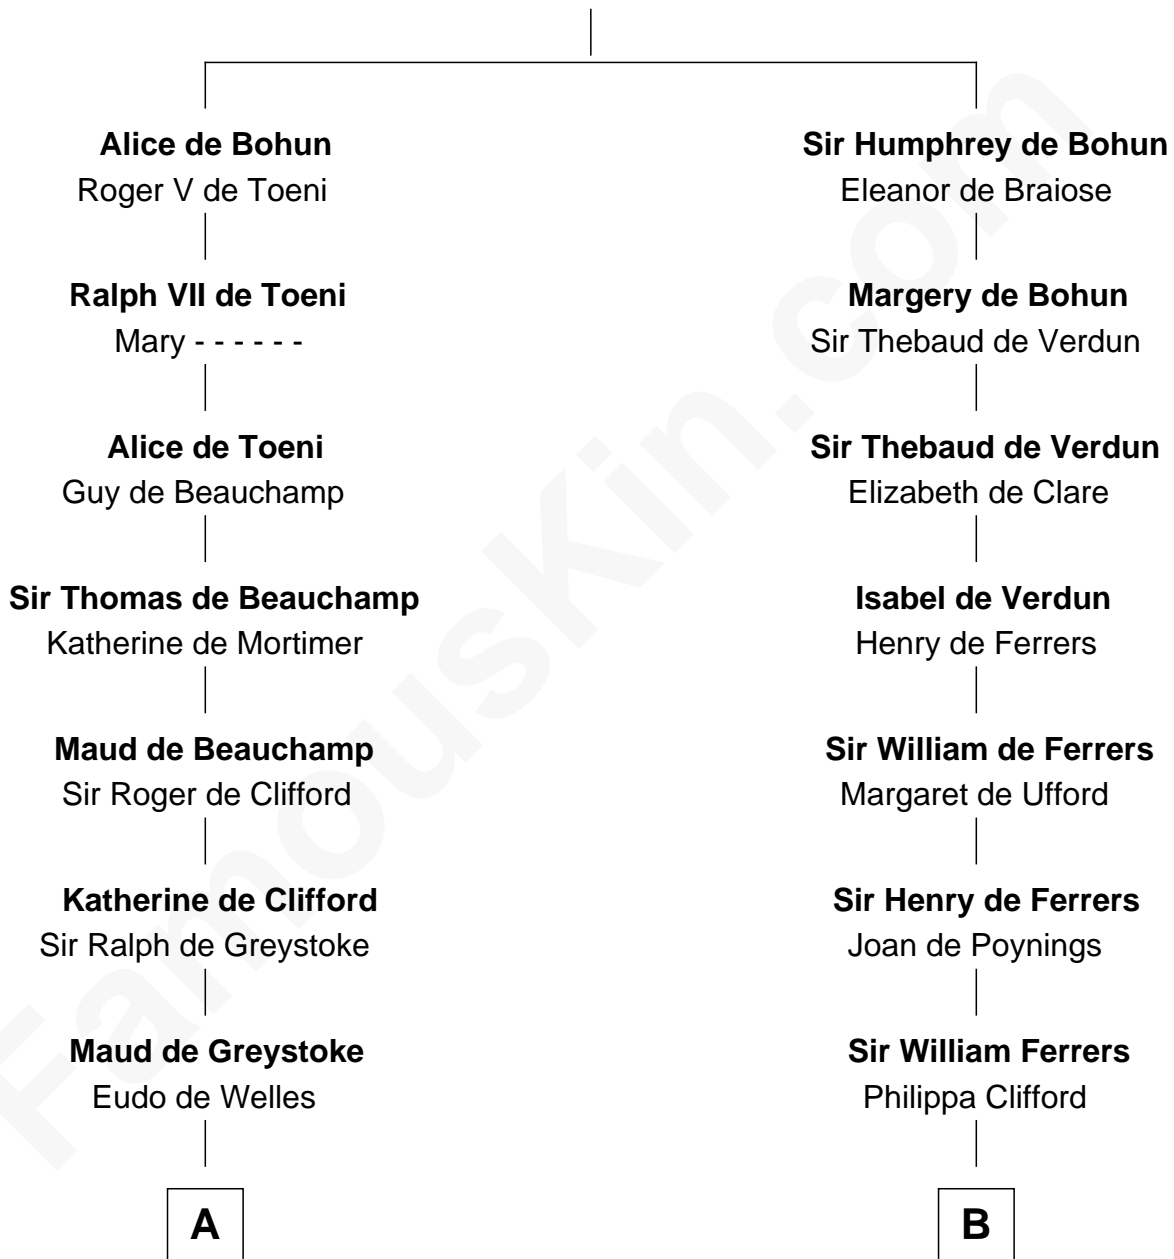 Alice de Bohun
Roger V de Toeni
Ralph VII de Toeni
Mary - - - - - -
Alice de Toeni
Guy de Beauchamp
Sir Thomas de Beauchamp
Katherine de Mortimer
Maud de Beauchamp
Sir Roger de Clifford
Katherine de Clifford
Sir Ralph de Greystoke
Maud de Greystoke
Eudo de Welles
A
Sir Humphrey de Bohun
Eleanor de Braiose
Margery de Bohun
Sir Thebaud de Verdun
Sir Thebaud de Verdun
Elizabeth de Clare
Isabel de Verdun
Henry de Ferrers
Sir William de Ferrers
Margaret de Ufford
Sir Henry de Ferrers
Joan de Poynings
Sir William Ferrers
Philippa Clifford
B
FamousKin.com